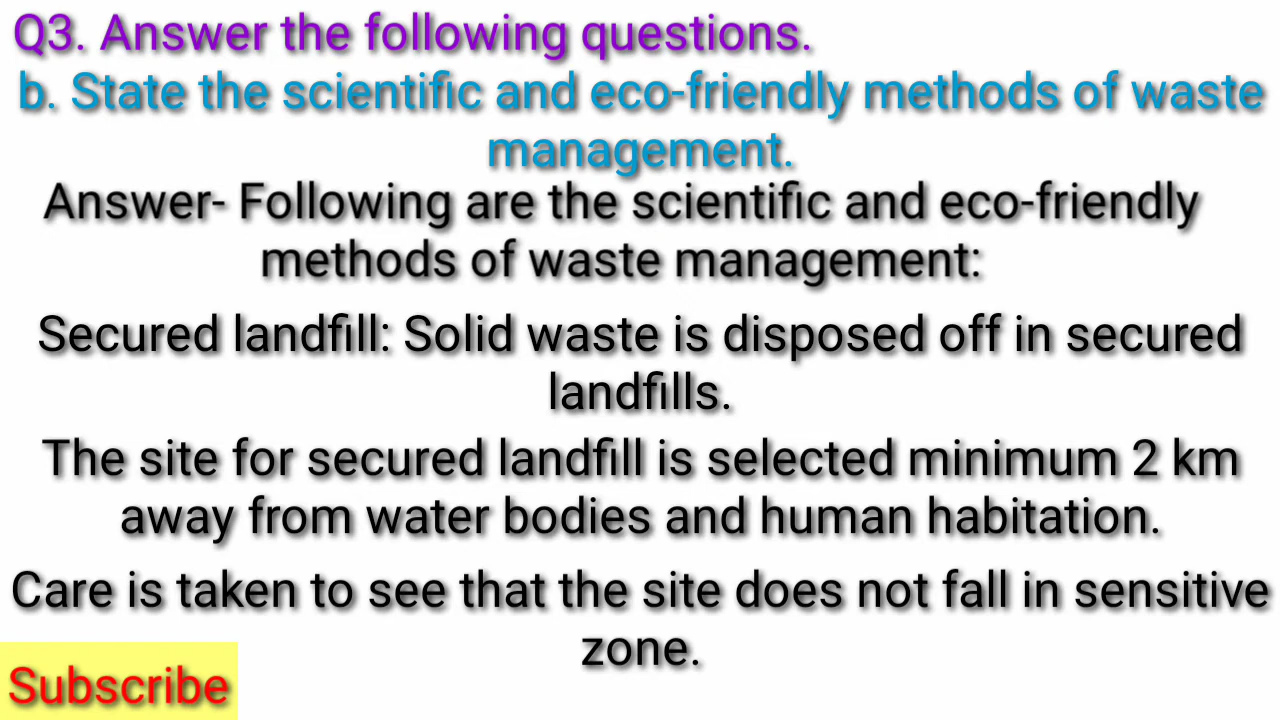 Q3. Answer the following questions.
b. State the scientific and eco-friendly methods of waste
management.
Answer- Following are the scientific and eco-friendly
methods of waste management:
Secured landfill: Solid waste is disposed off in secured
landfills.
The site for secured landfill is selected minimum 2 km
away from water bodies and human habitation.
Care is taken to see that the site does not fall in sensitive
zone.
Subscribe